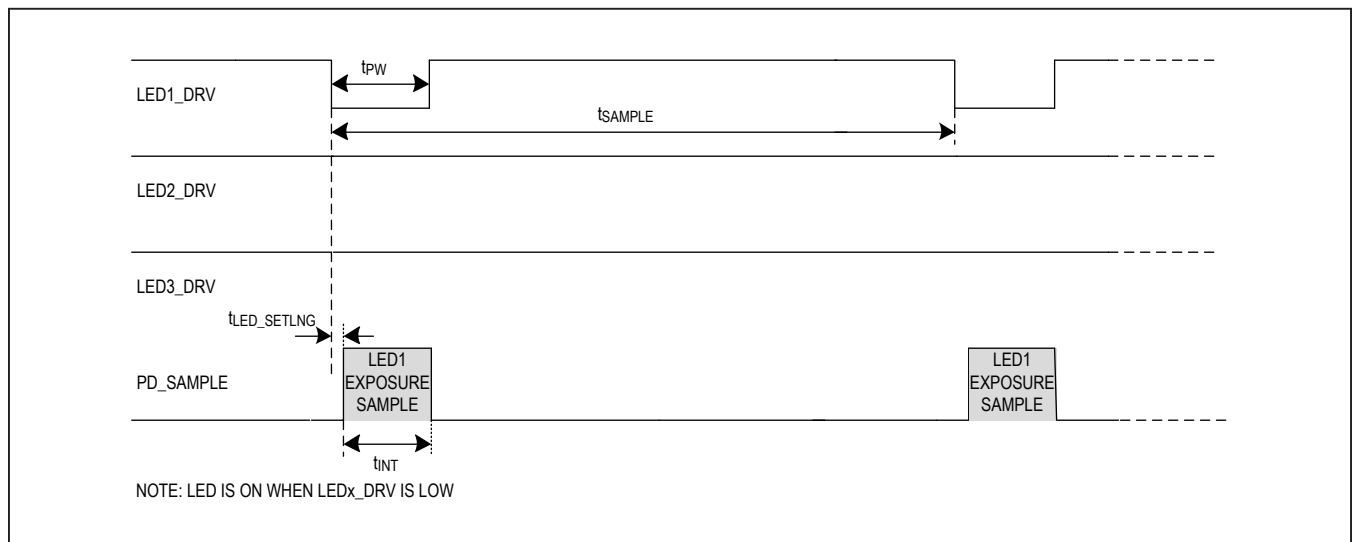 tPW
LED1_DRV
tSAMPLE
LED2_DRV
LED3_DRV
tLED_SETLNG
LED1
EXPOSURE
SAMPLE
LED1
EXPOSURE
SAMPLE
PD_SAMPLE
tINT
NOTE: LED IS ON WHEN LEDx_DRV IS LOW